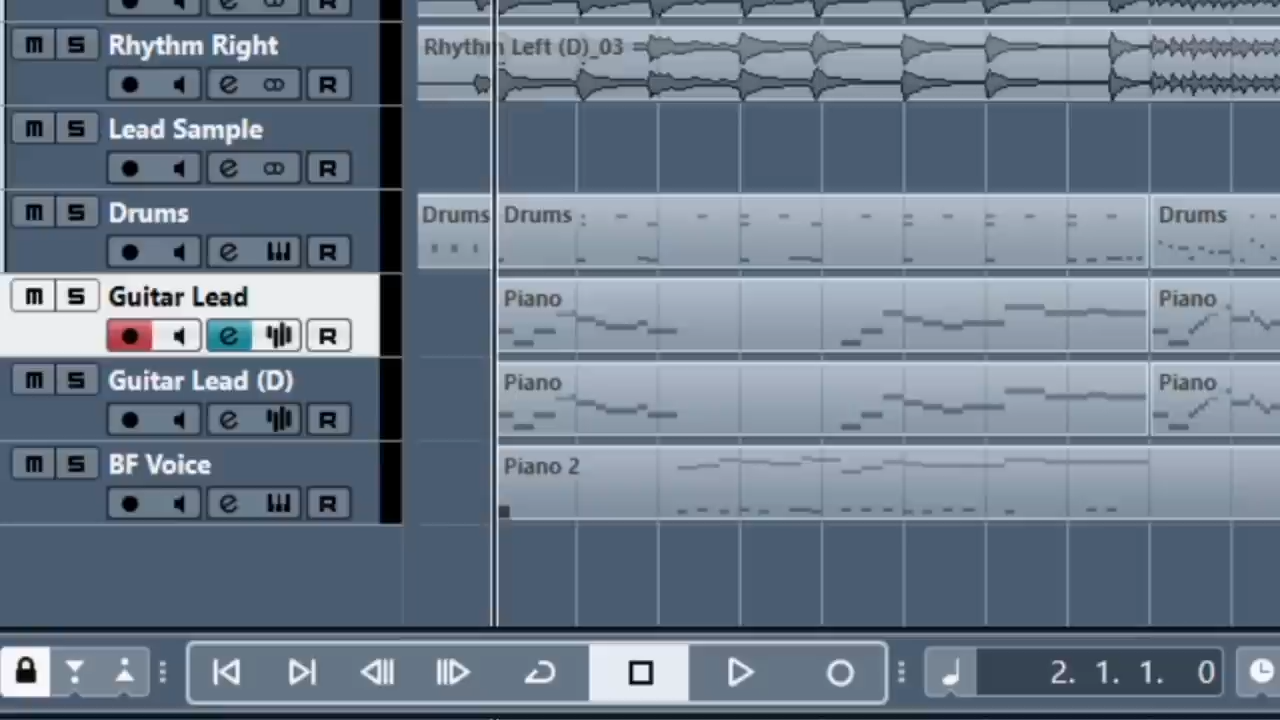 e R
m S Rhythm Right
Rhythm Left (D)_03
e R
m S Lead Sample
e R
m S Drums
Drums Drums Drums
e R
m S Guitar Lead
Piano Piano
e R
m S Guitar Lead (D)
Piano Piano
e R
m S BF Voice
Piano 2
e R
2. 1. 1. 0